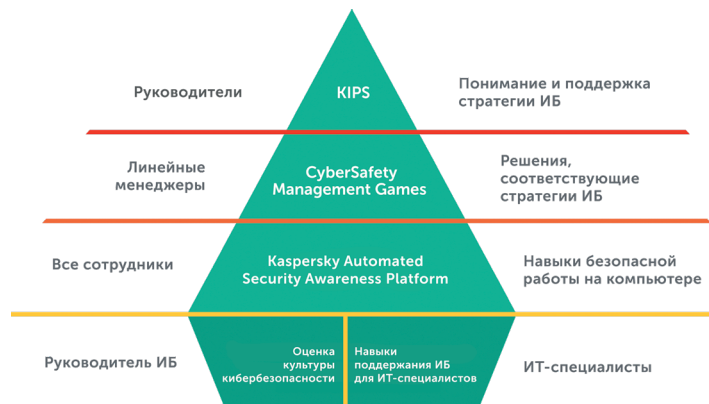 Руководители
KIPS
Понимание и поддержка
стратегии ИБ
Линейные
менеджеры
CyberSafety
Management Games
Решения,
соответствующие
стратегии ИБ
Все сотрудники
Kaspersky Automated
Security Awareness Platform
Навыки безопасной
работы на компьютере
Руководитель ИБ
Оценка
культуры
кибербезопасности
Навыки
поддержания ИБ
для ИТ-специалистов
ИТ-специалисты